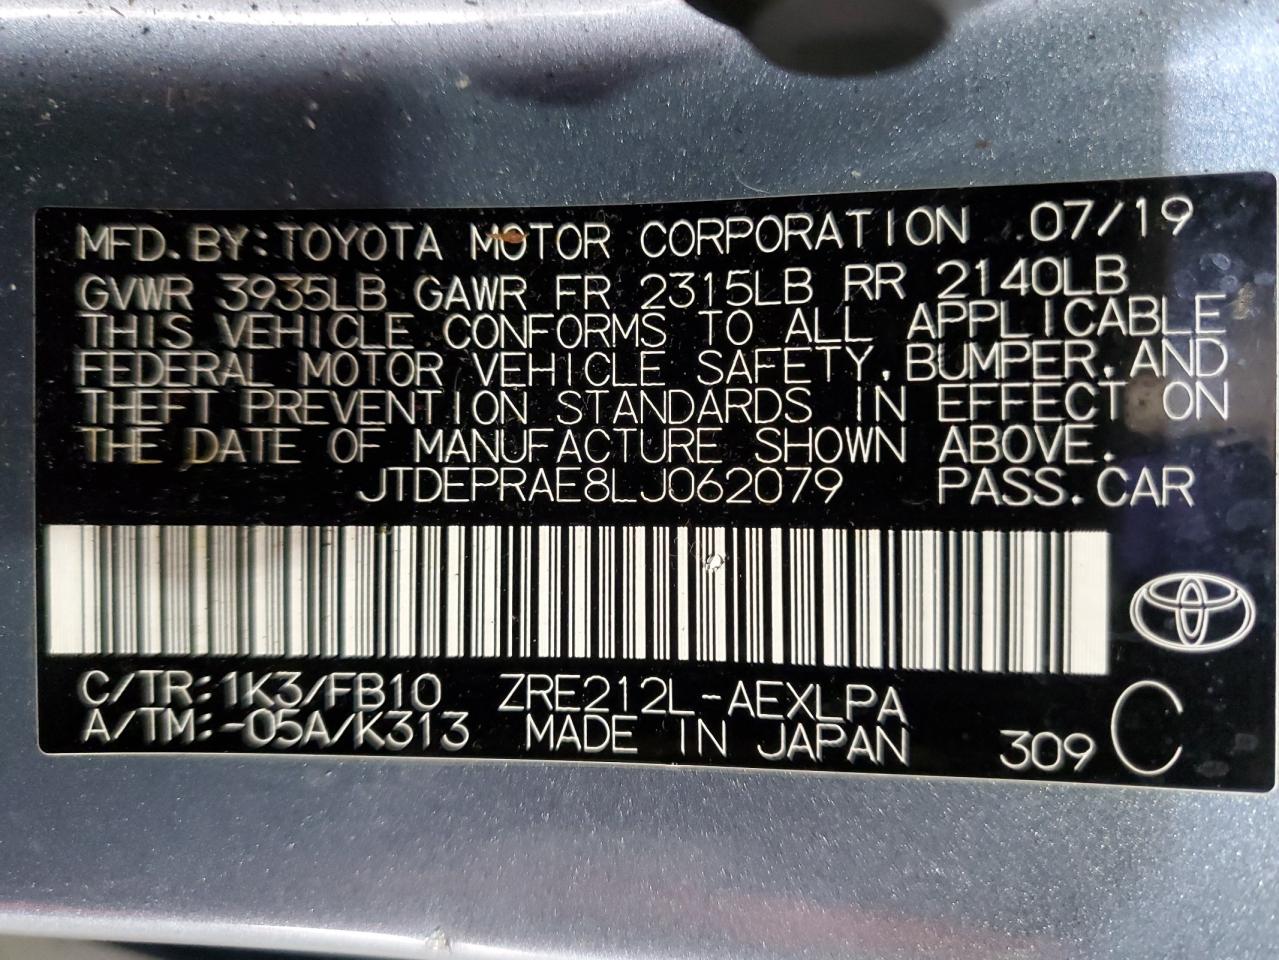 MFD. BY: TOYOTA MOTOR CORPORATION 07/19
GVWR 3935LB GAWR FR 2315LB RR 2140LB
THIS VEHICLE CONFORMS TO ALL APPLICABLE
FEDERAL MOTOR VEHICLE SAFETY, BUMPER, AND
THEFT PREVENTION STANDARDS IN EFFECT ON
THE DATE OF MANUFACTURE SHOWN ABOVE.
JTDEPRAE8LJ062079 PASS. CAR
C/TR: 1K3/FB10 ZRE212L-AEXLPA
A/TM: -05A/K313 MADE IN JAPAN 309 C